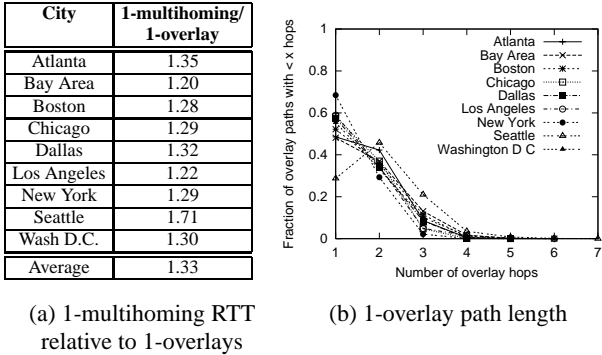 City 1-multihoming/
1-overlay
Atlanta 1.35
Bay Area 1.20
Boston 1.28
Chicago 1.29
Dallas 1.32
Los Angeles 1.22
New York 1.29
Seattle 1.71
Wash D.C. 1.30
Average 1.33
(a) 1-multihoming RTT
relative to 1-overlays
Fraction of overlay paths with < x hops
1
0.8
0.6
0.4
0.2
0
1 2 3 4 5 6 7
Number of overlay hops
Atlanta
Bay Area
Boston
Chicago
Dallas
Los Angeles
New York
Seattle
Washington D C
(b) 1-overlay path length